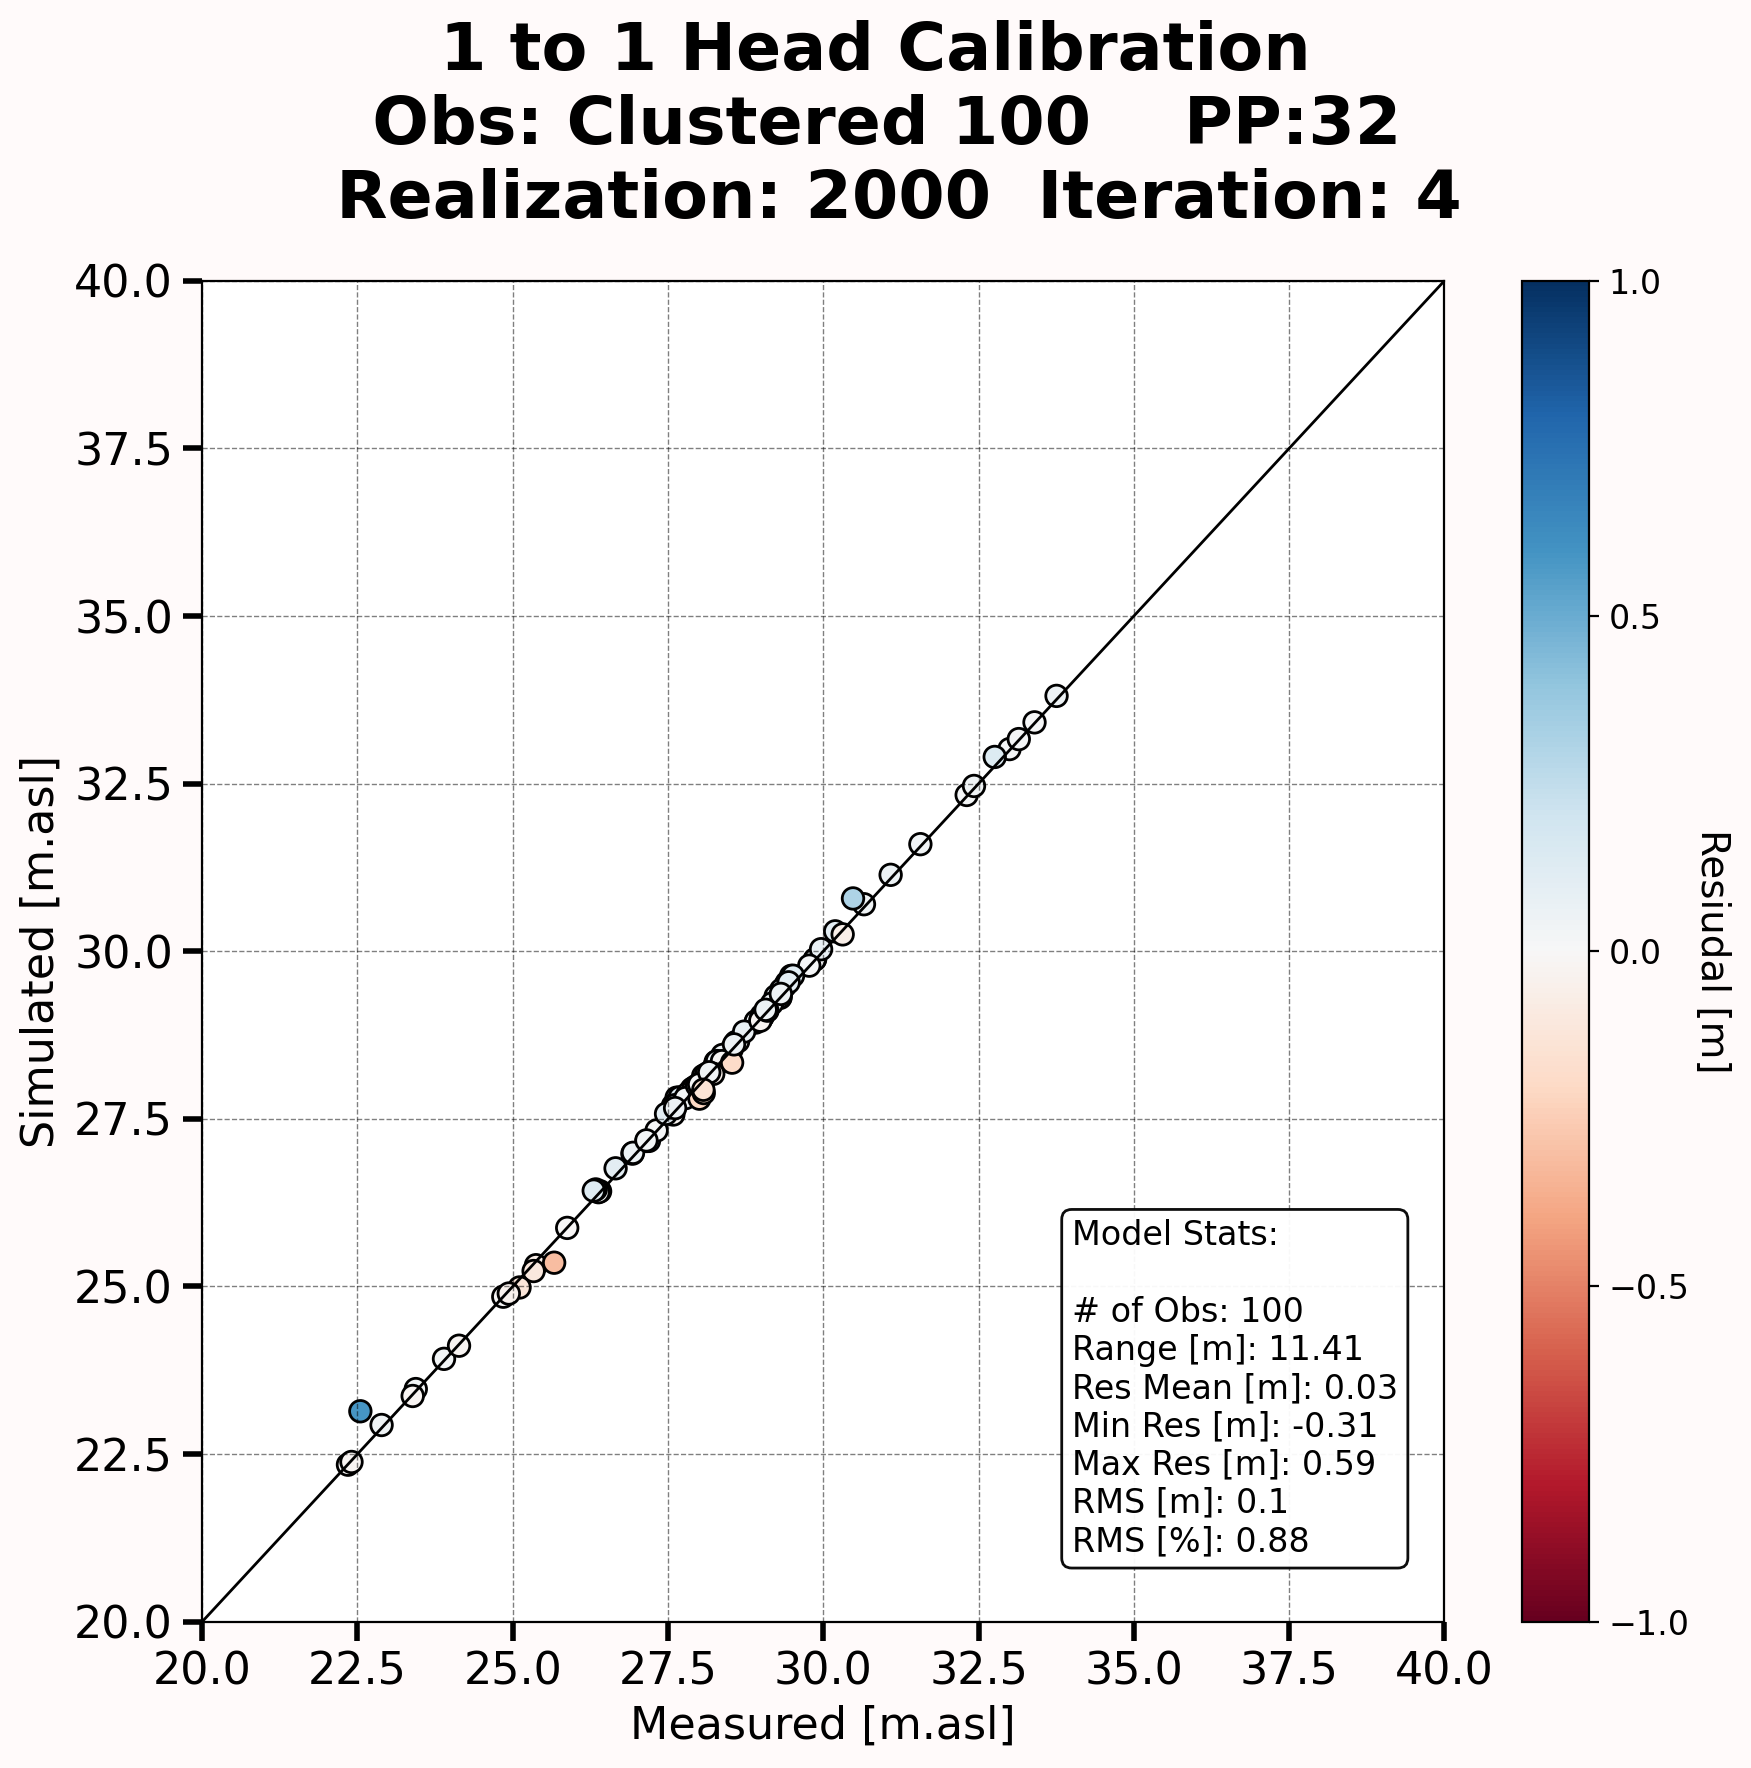 1 to 1 Head Calibration
Obs: Clustered 100 PP:32
Realization: 2000 Iteration: 4
40.0
37.5
35.0
32.5
30.0
27.5
25.0
22.5
20.0
Simulated [m.asl]
20.0 22.5 25.0 27.5 30.0 32.5 35.0 37.5 40.0
Measured [m.asl]
Model Stats:
# of Obs: 100
Range [m]: 11.41
Res Mean [m]: 0.03
Min Res [m]: -0.31
Max Res [m]: 0.59
RMS [m]: 0.1
RMS [%]: 0.88
1.0
0.5
0.0
−0.5
−1.0
Resiudal [m]